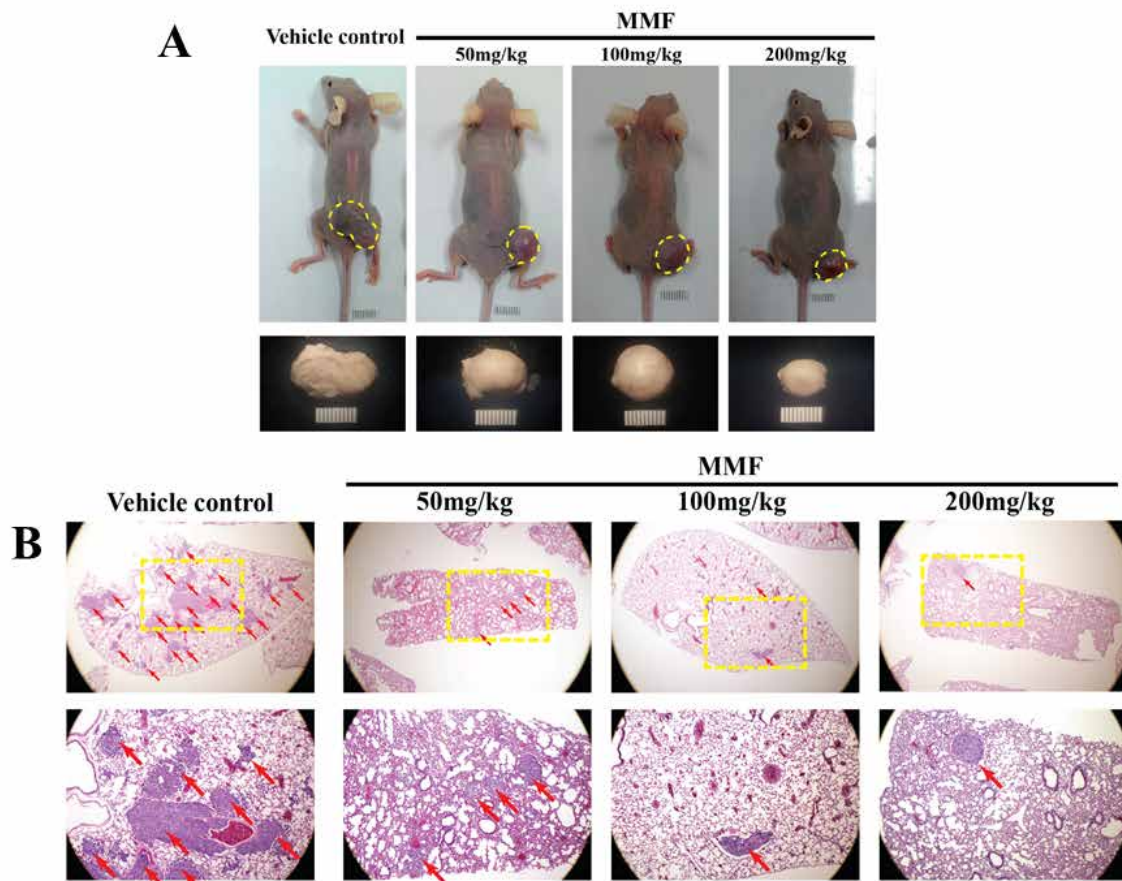 A
Vehicle control
MMF
50mg/kg
100mg/kg
200mg/kg
B
Vehicle control
MMF
50mg/kg
100mg/kg
200mg/kg